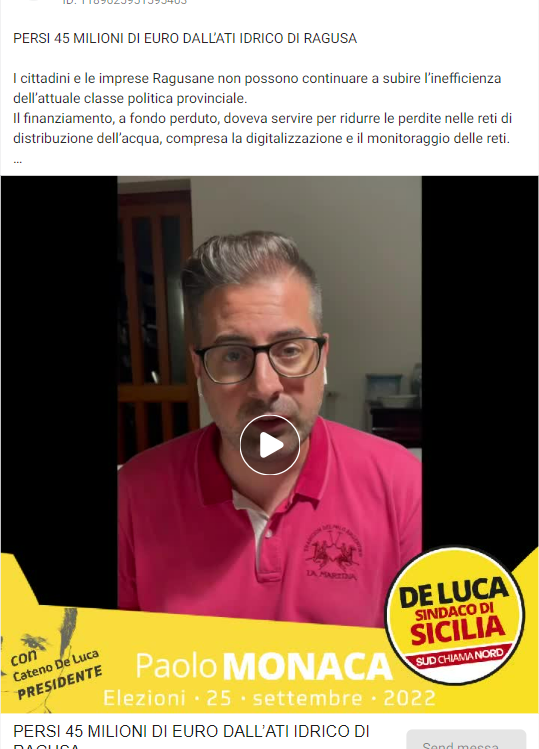 PERSI 45 MILIONI DI EURO DALL'ATI IDRICO DI RAGUSA
I cittadini e le imprese Ragusane non possono continuare a subire l'inefficienza
dell'attuale classe politica provinciale.
Il finanziamento, a fondo perduto, doveva servire per ridurre le perdite nelle reti di
distribuzione dell'acqua, compresa la digitalizzazione e il monitoraggio delle reti.
...
LA MARTINA
DE LUCA
SINDACO DI
SICILIA
SUD CHIAMA NORD
con
Cateno De Luca
PRESIDENTE
Paolo MONACA
Elezioni · 25 · settembre · 2022
PERSI 45 MILIONI DI EURO DALL'ATI IDRICO DI
Send messa